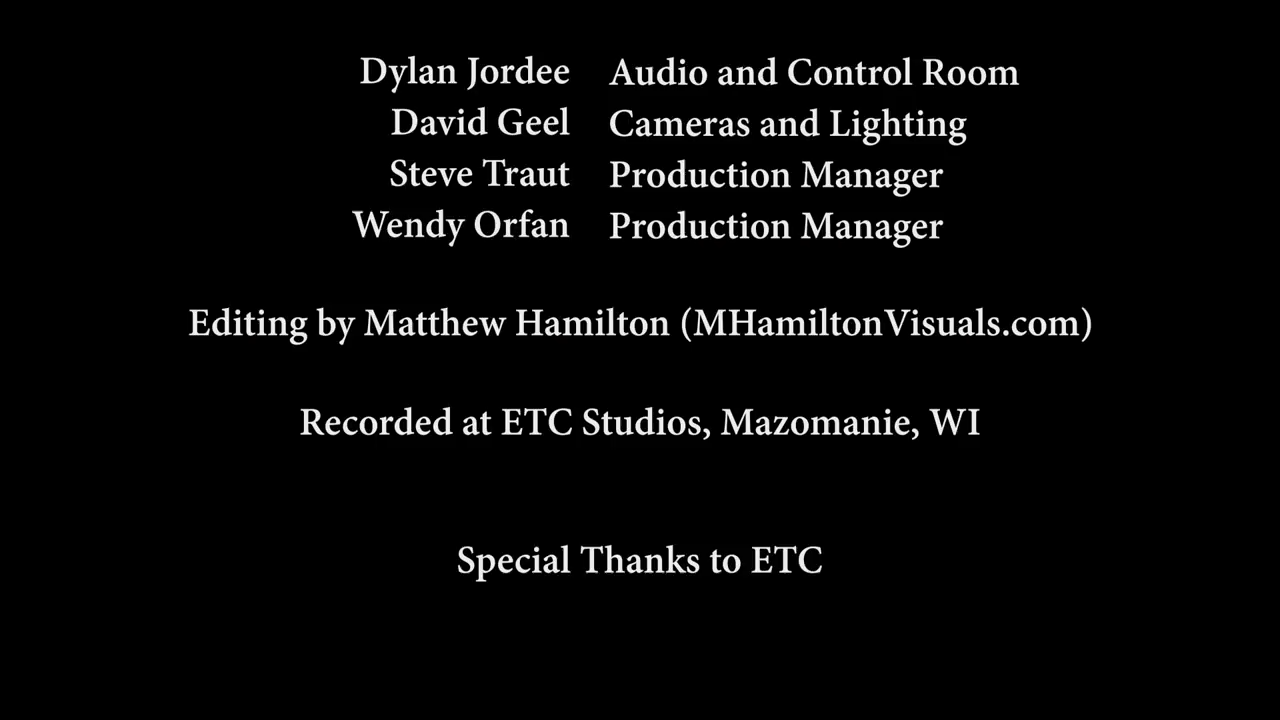 Dylan Jordee Audio and Control Room
David Geel Cameras and Lighting
Steve Traut Production Manager
Wendy Orfan Production Manager
Editing by Matthew Hamilton (MHamiltonVisuals.com)
Recorded at ETC Studios, Mazomanie, WI
Special Thanks to ETC